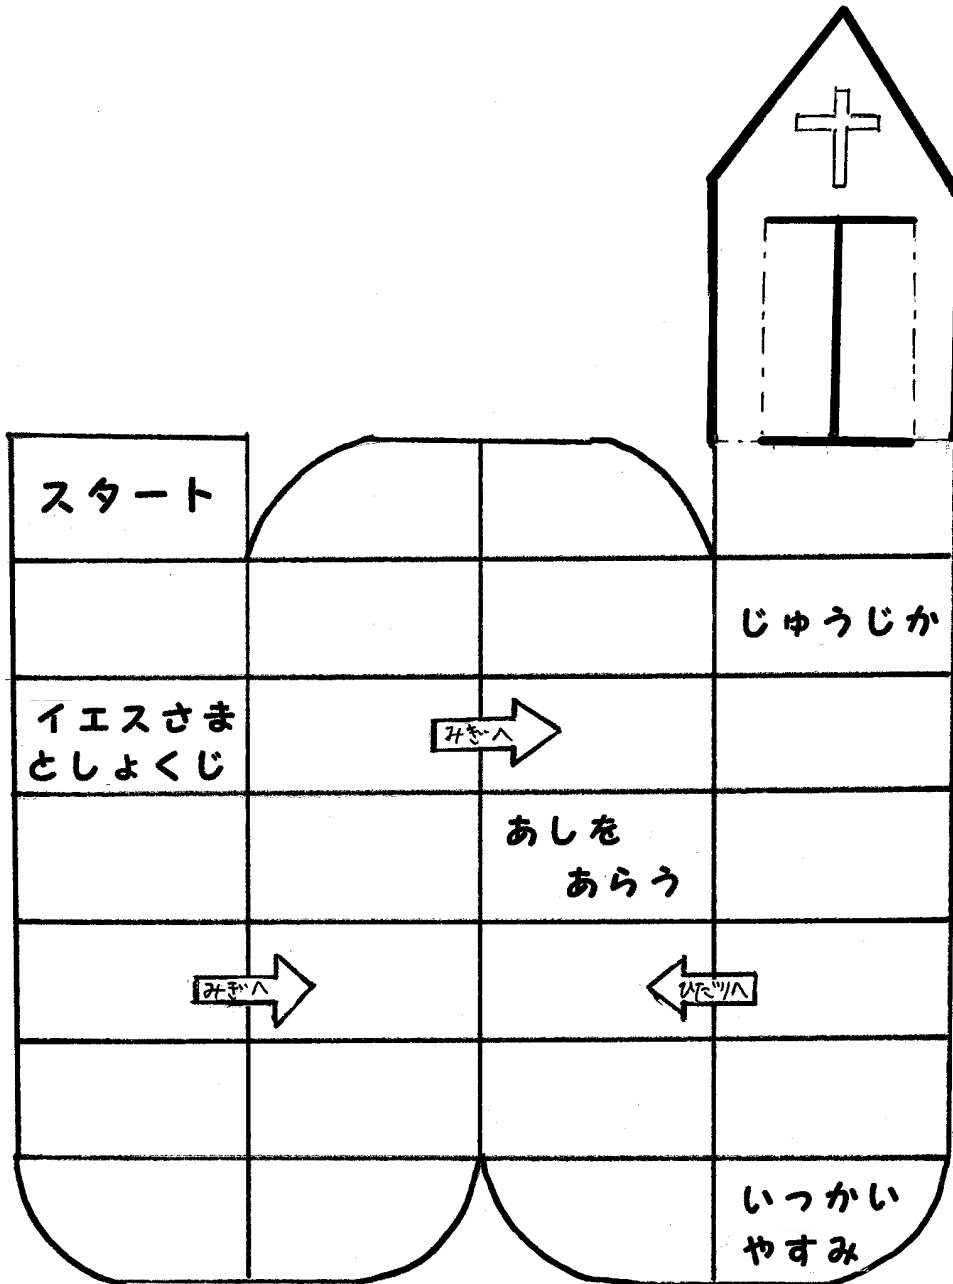 スタート
じゅうじか
イエスさま
としょくじ
みぎへ
あしを
あらう
みぎへ
ひだりへ
いっかい
やすみ